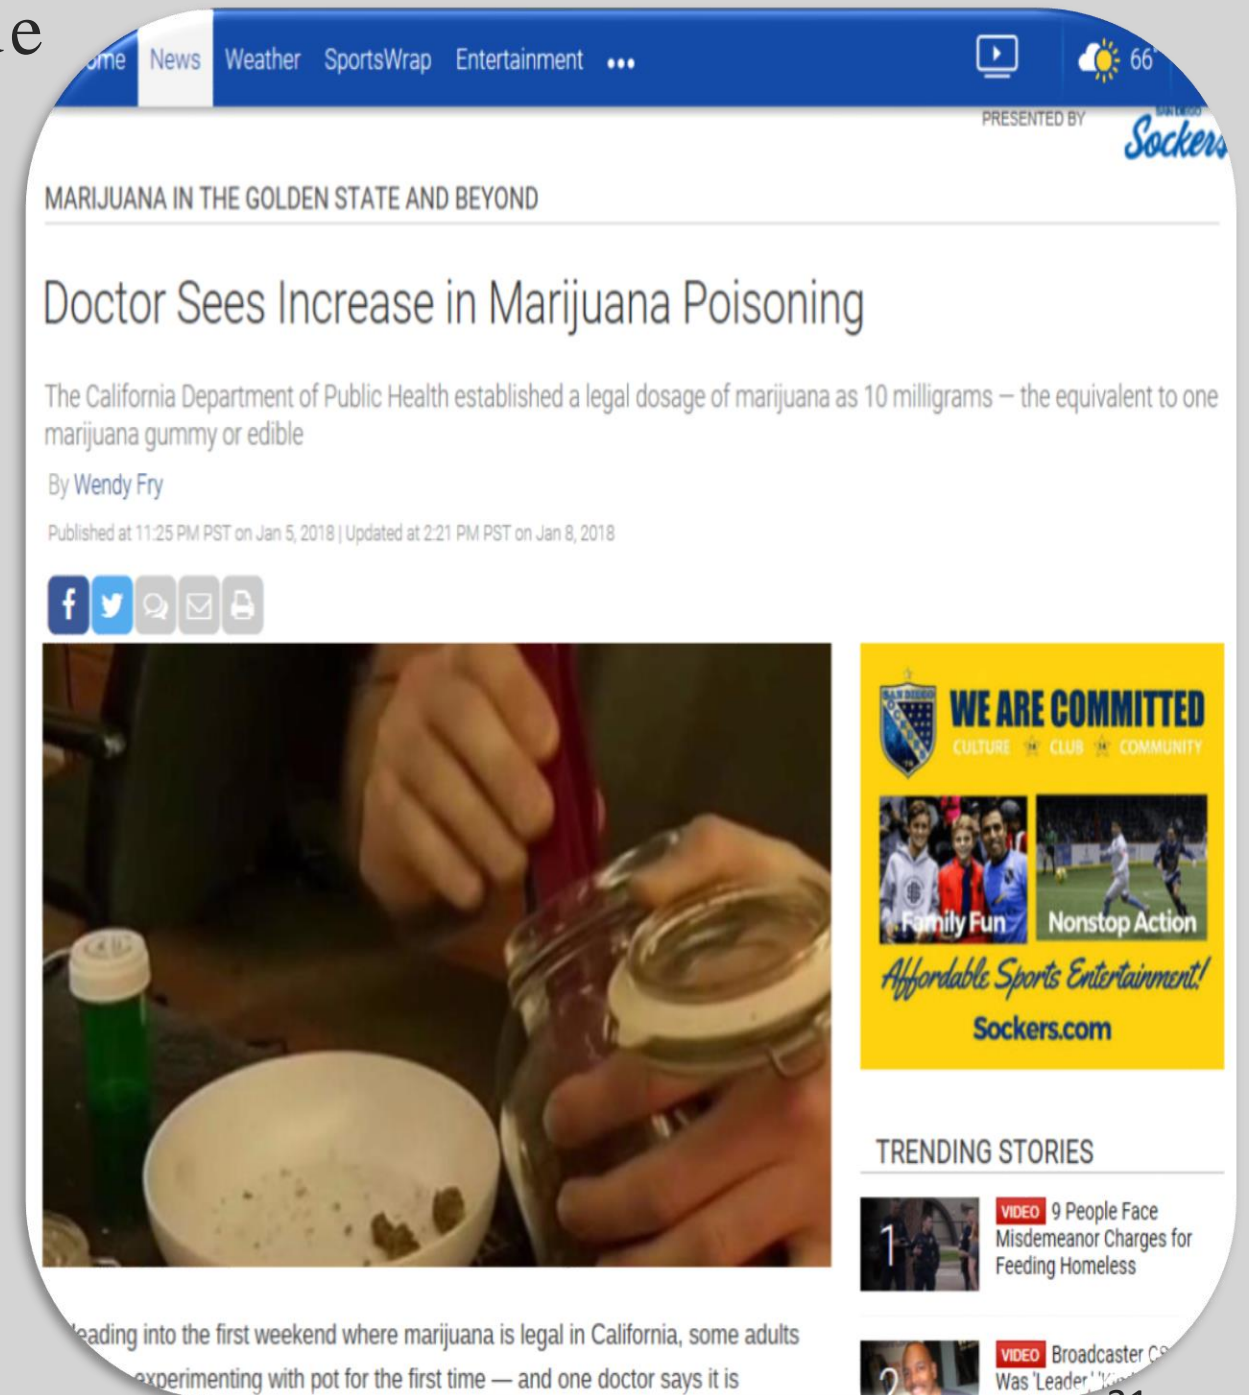 News Weather SportsWrap Entertainment •••
66°
PRESENTED BY
SAN DIEGO
Sockers
MARIJUANA IN THE GOLDEN STATE AND BEYOND
Doctor Sees Increase in Marijuana Poisoning
The California Department of Public Health established a legal dosage of marijuana as 10 milligrams – the equivalent to one
marijuana gummy or edible
By Wendy Fry
Published at 11:25 PM PST on Jan 5, 2018 | Updated at 2:21 PM PST on Jan 8, 2018
SAN DIEGO
WE ARE COMMITTED
CULTURE CLUB COMMUNITY
Family Fun
Nonstop Action
Affordable Sports Entertainment!
Sockers.com
TRENDING STORIES
1
VIDEO 9 People Face
Misdemeanor Charges for
Feeding Homeless
2
VIDEO Broadcaster
Was 'Leader,'
into the first weekend where marijuana is legal in California, some adults
experimenting with pot for the first time — and one doctor says it is